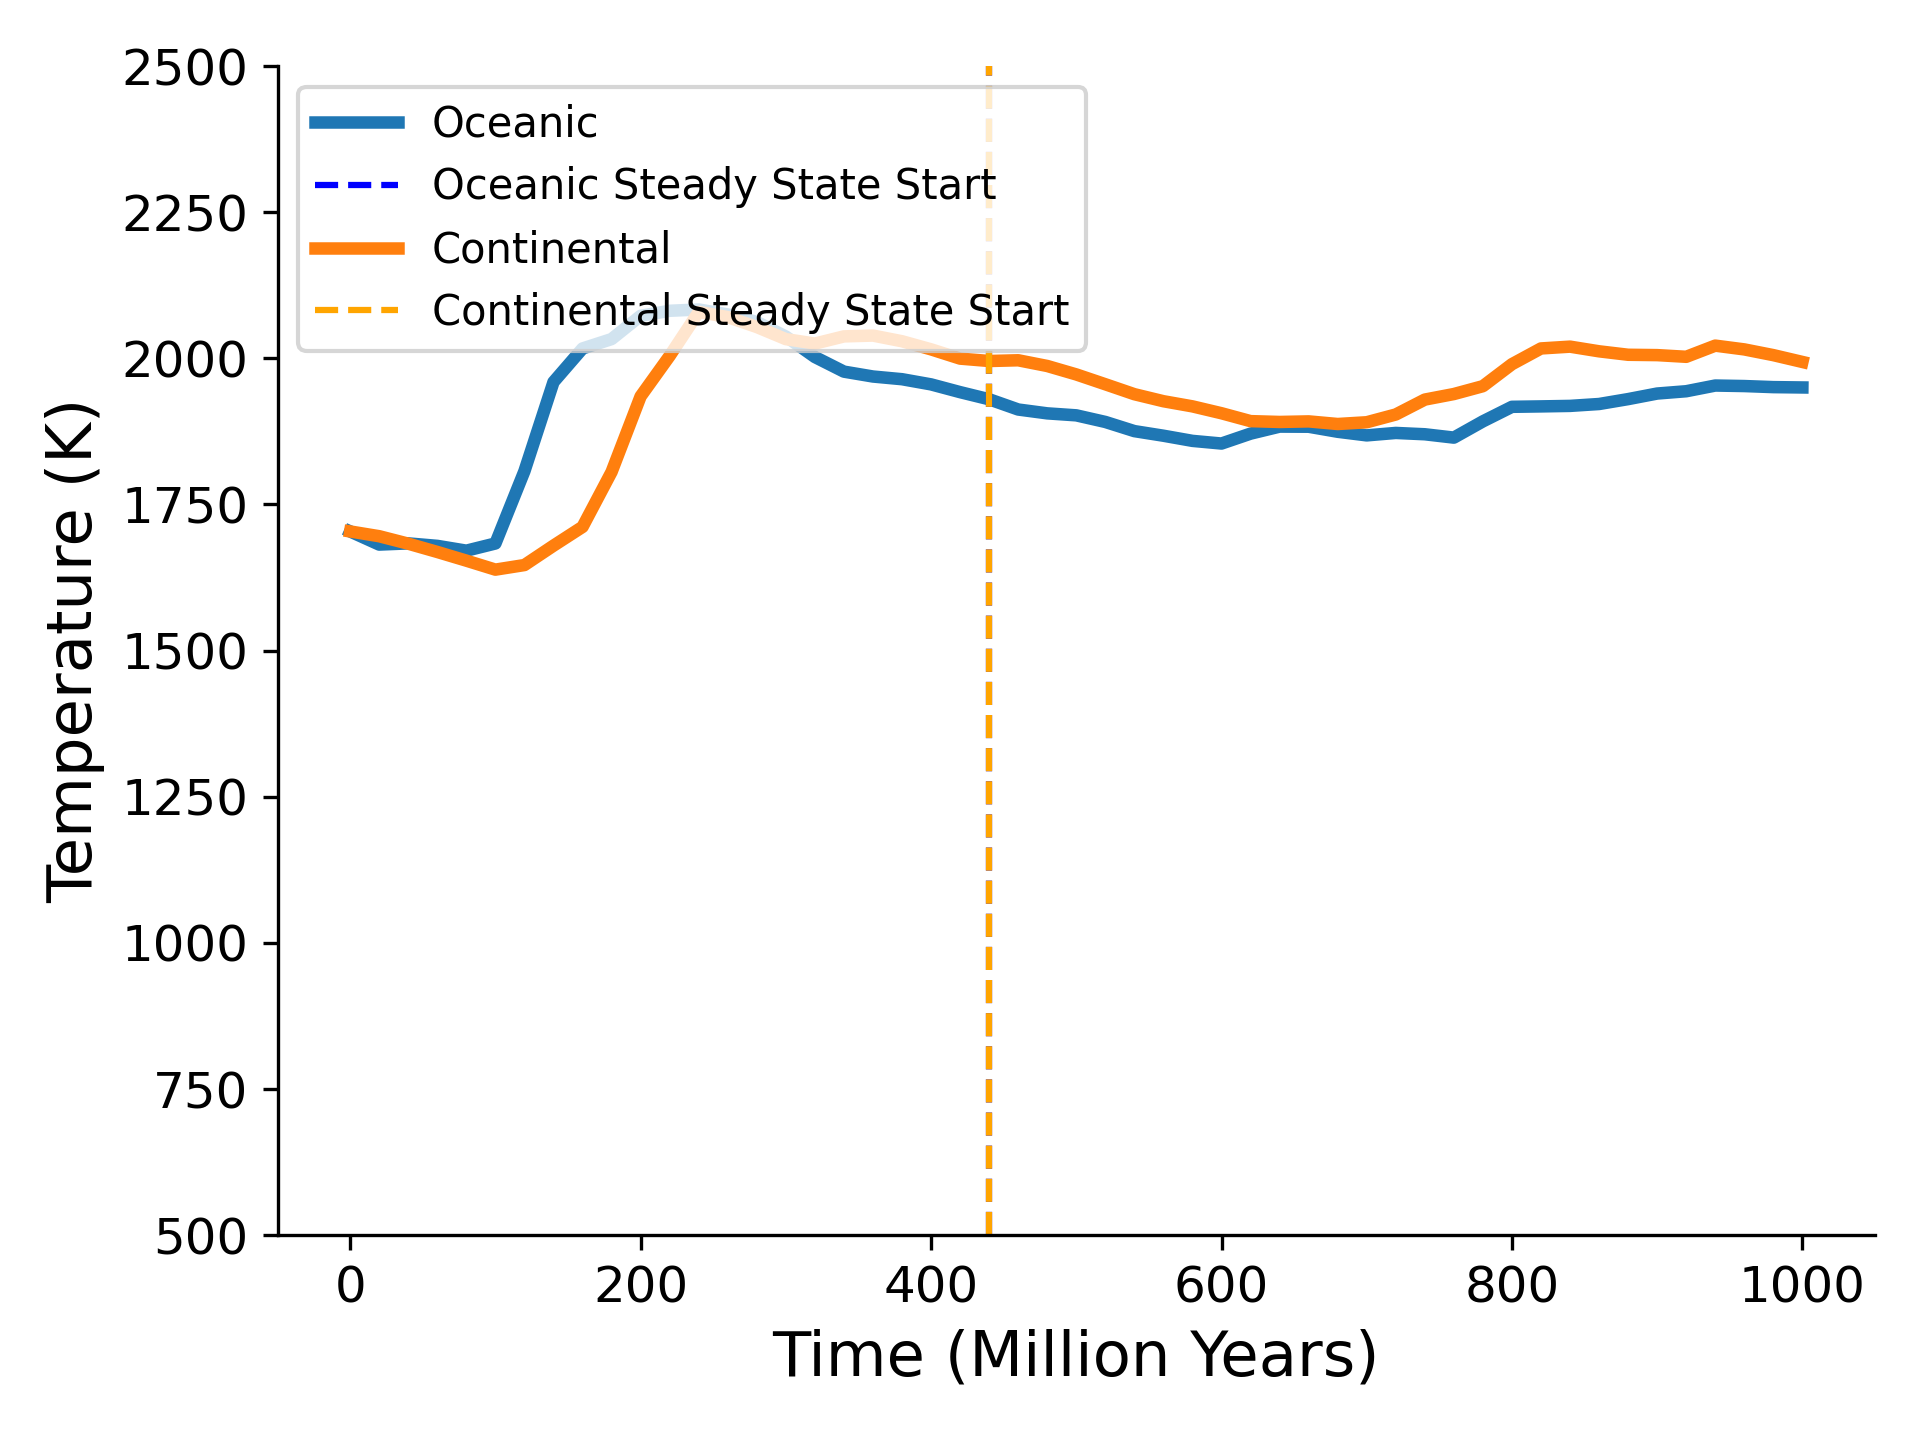 2500
2250
2000
1750
1500
1250
1000
750
500
Temperature (K)
Oceanic
Oceanic Steady State Start
Continental
Continental Steady State Start
0 200 400 600 800 1000
Time (Million Years)